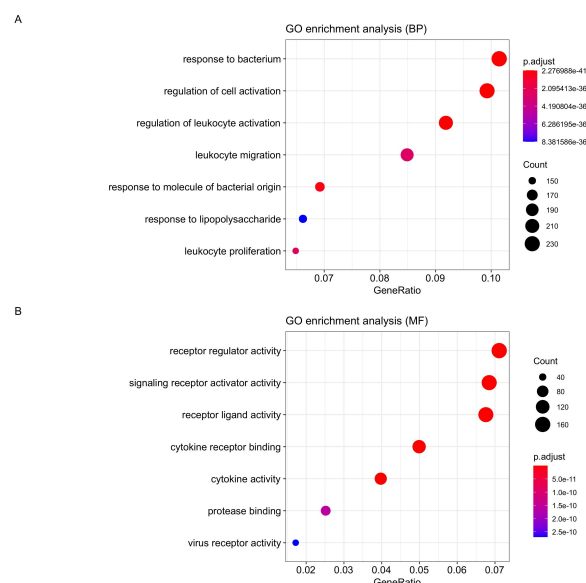 A
GO enrichment analysis (BP)
response to bacterium
regulation of cell activation
regulation of leukocyte activation
leukocyte migration
response to molecule of bacterial origin
response to lipopolysaccharide
leukocyte proliferation
0.07 0.08 0.09 0.10
GeneRatio
p.adjust
2.276988e-41
2.095413e-36
4.190804e-36
6.286195e-36
8.381586e-36
Count
150
170
190
210
230
B
GO enrichment analysis (MF)
receptor regulator activity
signaling receptor activator activity
receptor ligand activity
cytokine receptor binding
cytokine activity
protease binding
virus receptor activity
0.02 0.03 0.04 0.05 0.06 0.07
GeneRatio
Count
40
80
120
160
p.adjust
5.0e-11
1.0e-10
1.5e-10
2.0e-10
2.5e-10